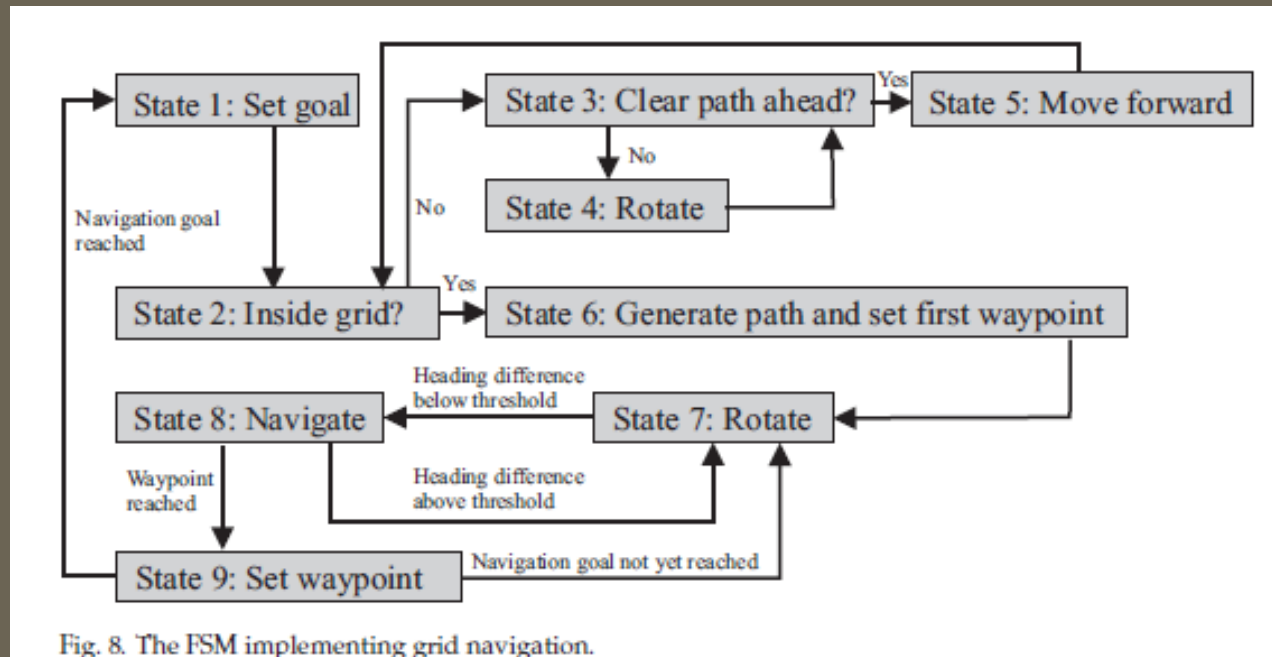 State 1: Set goal
State 3: Clear path ahead?
Yes
State 5: Move forward
No
State 4: Rotate
Navigation goal
reached
No
State 2: Inside grid?
Yes
State 6: Generate path and set first waypoint
Heading difference
below threshold
State 8: Navigate
State 7: Rotate
Waypoint
reached
Heading difference
above threshold
State 9: Set waypoint
Navigation goal not yet reached
Fig. 8. The FSM implementing grid navigation.